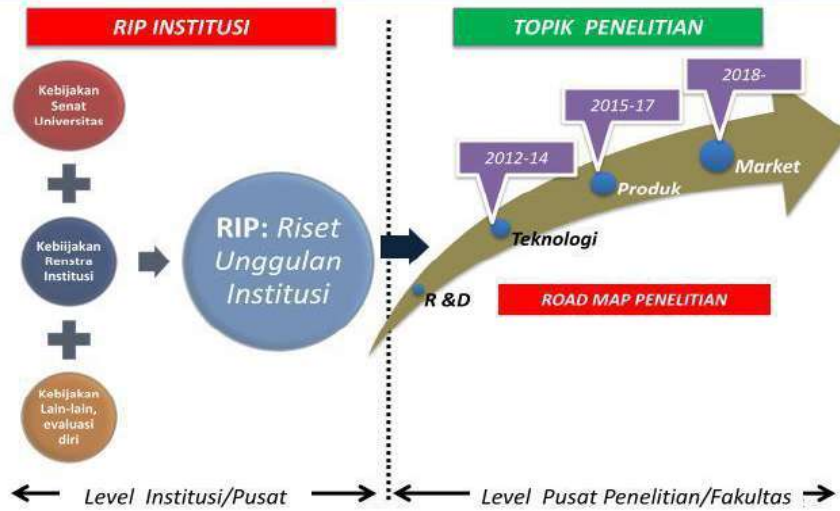 RIP INSTITUSI
Kebijakan
Senat
Universitas
Kebiijakan
Renstra
Institusi
Kebijakan
Lain-lain,
evaluasi
diri
RIP: Riset
Unggulan
Institusi
Level Institusi/Pusat
TOPIK PENELITIAN
2012-14
2015-17
2018-
R &D
Teknologi
Produk
Market
ROAD MAP PENELITIAN
Level Pusat Penelitian/Fakultas